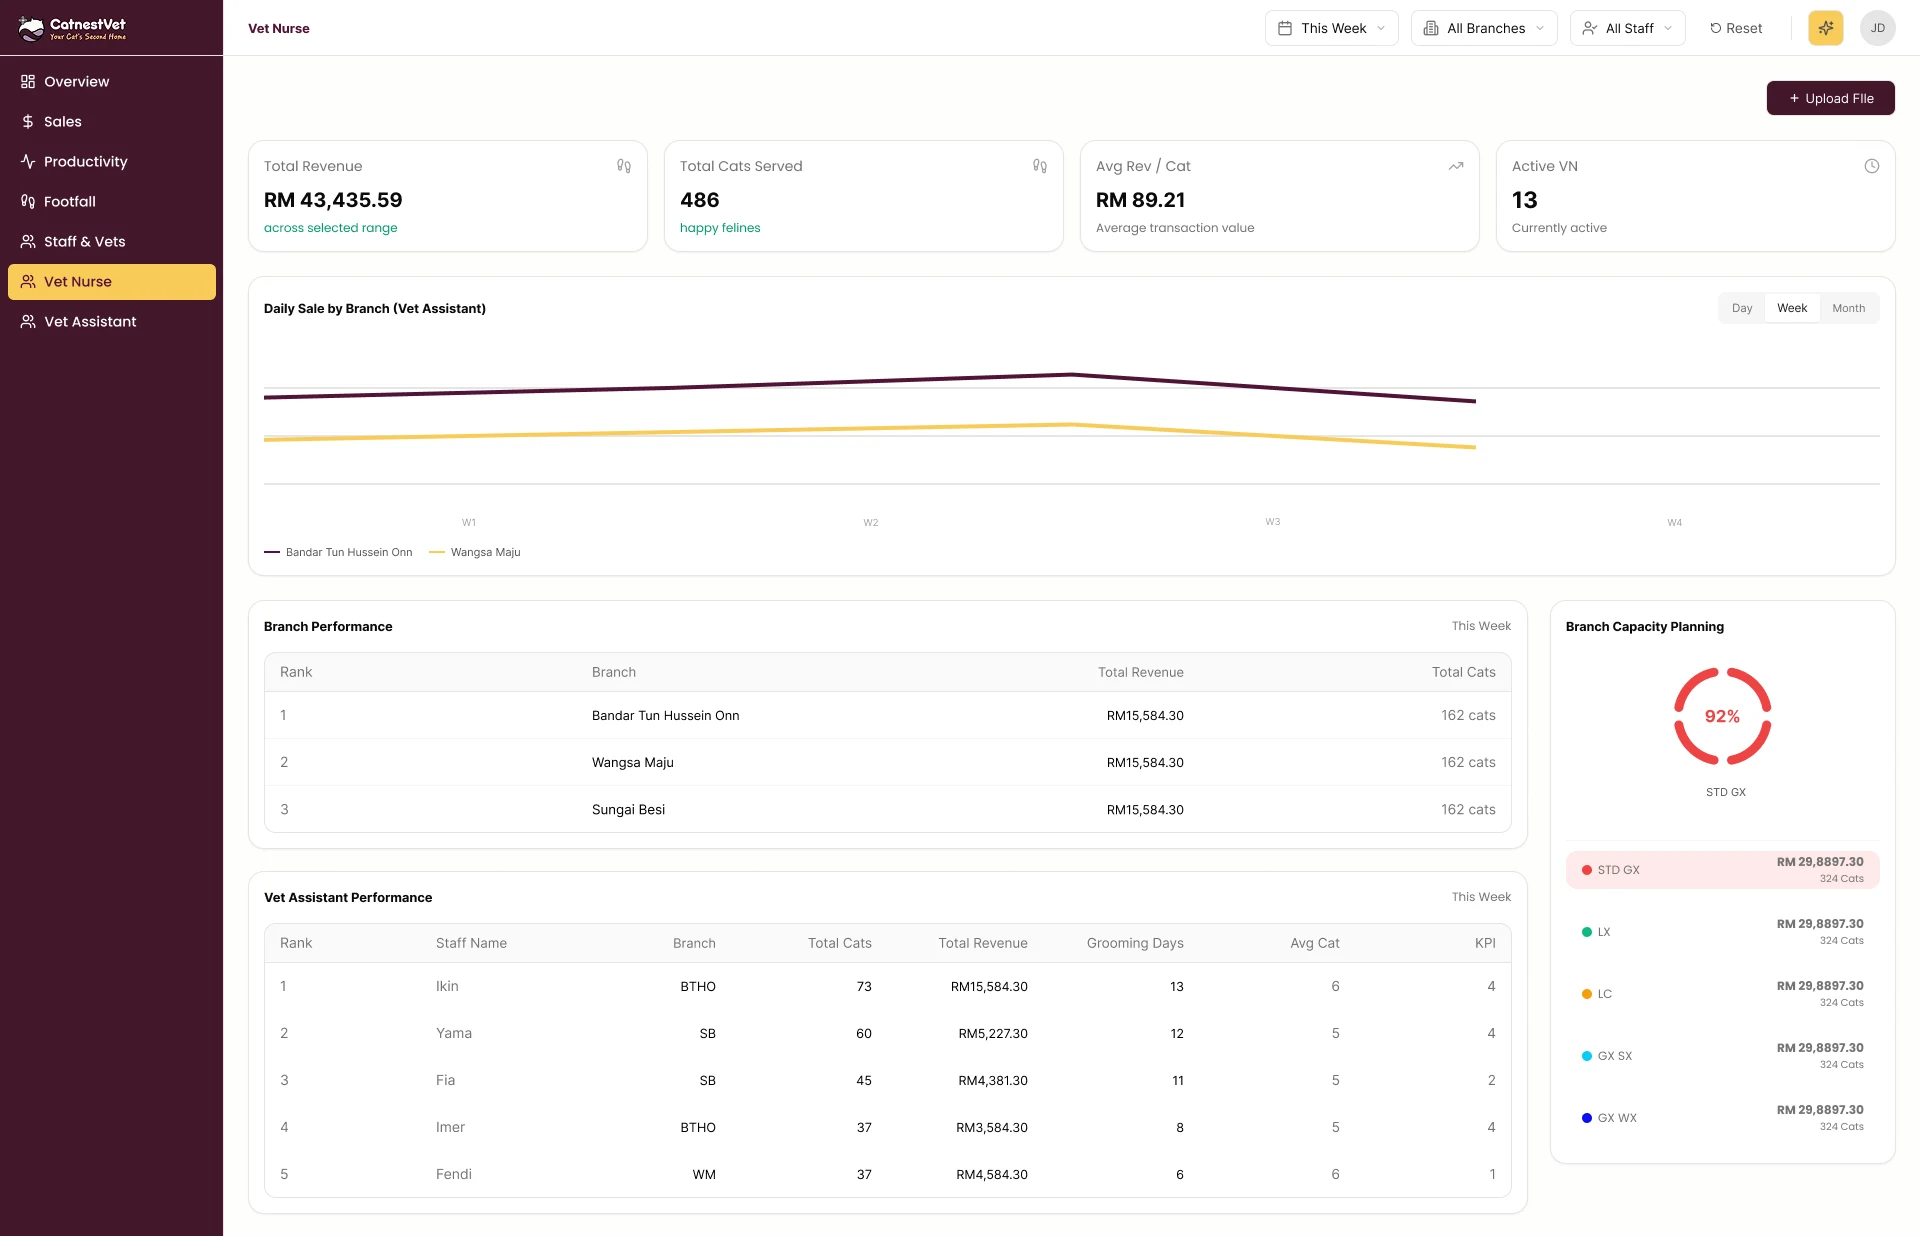 CatnestVet
Your Cat's Second Home
Vet Nurse
This Week
All Branches
All Staff
Reset
JD
Overview
Sales
Productivity
Footfall
Staff & Vets
Vet Nurse
Vet Assistant
+ Upload FIle
Total Revenue
RM 43,435.59
across selected range
Total Cats Served
486
happy felines
Avg Rev / Cat
RM 89.21
Average transaction value
Active VN
13
Currently active
Daily Sale by Branch (Vet Assistant)
Day Week Month
W1 W2 W3 W4
Bandar Tun Hussein Onn Wangsa Maju
Branch Performance
This Week
Rank Branch Total Revenue Total Cats
1 Bandar Tun Hussein Onn RM15,584.30 162 cats
2 Wangsa Maju RM15,584.30 162 cats
3 Sungai Besi RM15,584.30 162 cats
Vet Assistant Performance
This Week
Rank Staff Name Branch Total Cats Total Revenue Grooming Days Avg Cat KPI
1 Ikin BTHO 73 RM15,584.30 13 6 4
2 Yama SB 60 RM5,227.30 12 5 4
3 Fia SB 45 RM4,381.30 11 5 2
4 Imer BTHO 37 RM3,584.30 8 5 4
5 Fendi WM 37 RM4,584.30 6 6 1
Branch Capacity Planning
92%
STD GX
STD GX RM 29,8897.30
324 Cats
LX RM 29,8897.30
324 Cats
LC RM 29,8897.30
324 Cats
GX SX RM 29,8897.30
324 Cats
GX WX RM 29,8897.30
324 Cats